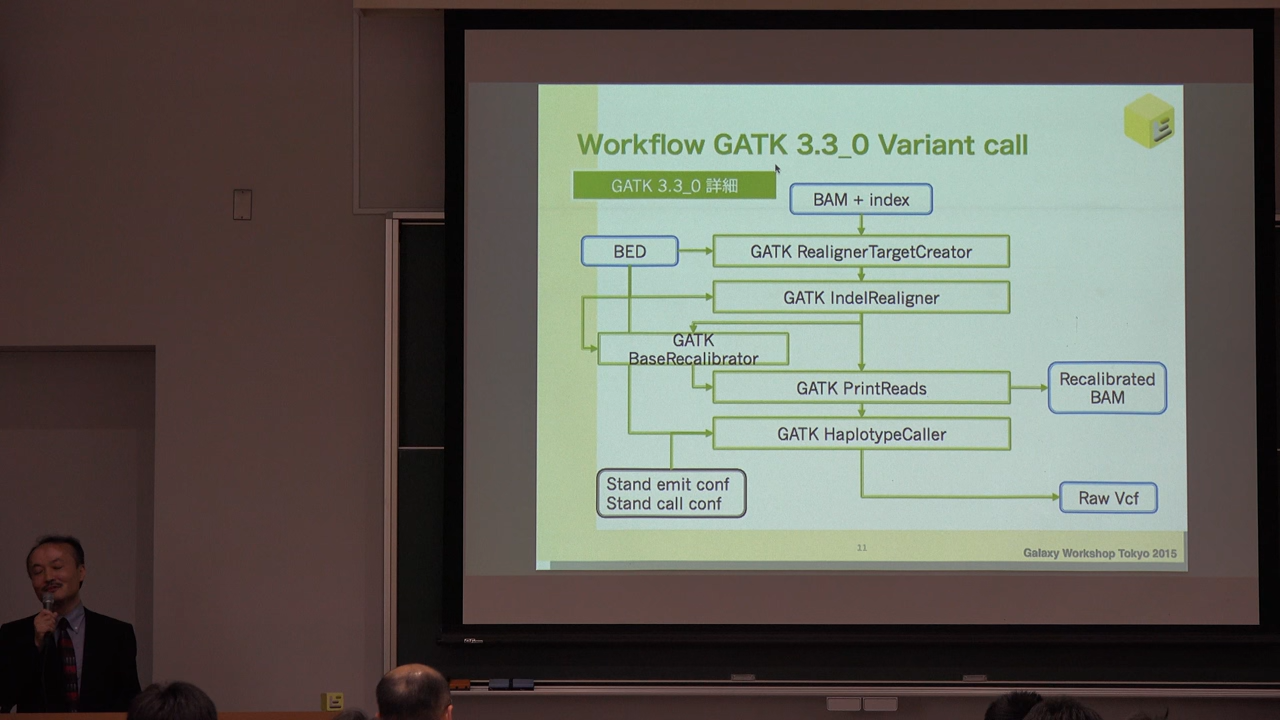 Workflow GATK 3.3_0 Variant call
GATK 3.3_0 詳細
BAM + index
BED
GATK RealignerTargetCreator
GATK IndelRealigner
GATK
BaseRecalibrator
GATK PrintReads
Recalibrated
BAM
GATK HaplotypeCaller
Stand emit conf
Stand call conf
Raw Vcf
11
Galaxy Workshop Tokyo 2015